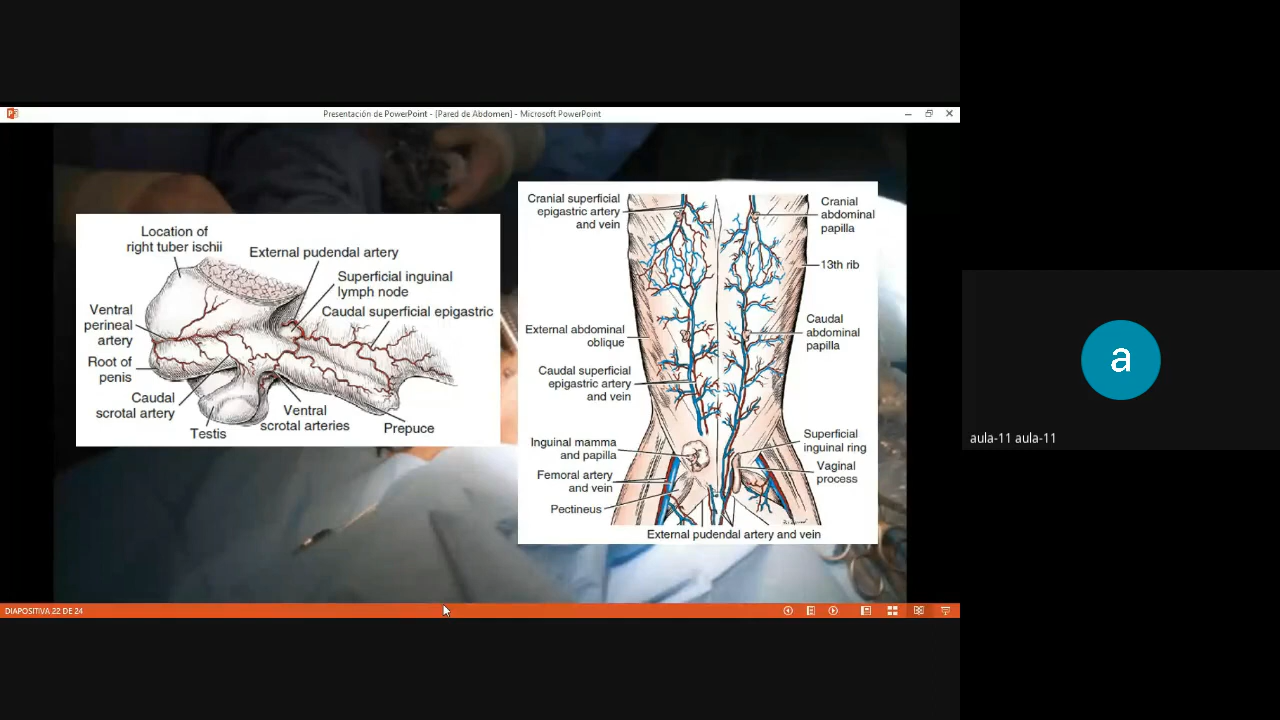 Presentación de PowerPoint - [Pared de Abdomen] - Microsoft PowerPoint
Location of
right tuber ischii
External pudendal artery
Superficial inguinal
lymph node
Caudal superficial epigastric
Ventral
perineal
artery
Root of
penis
Caudal
scrotal artery
Testis
Ventral
scrotal arteries
Prepuce
Cranial superficial
epigastric artery
and vein
Cranial
abdominal
papilla
13th rib
External abdominal
oblique
Caudal
abdominal
papilla
Caudal superficial
epigastric artery
and vein
Inguinal mamma
and papilla
Superficial
inguinal ring
Femoral artery
and vein
Vaginal
process
Pectineus
External pudendal artery and vein
DIAPOSITIVA 22 DE 24
a
aula-11 aula-11